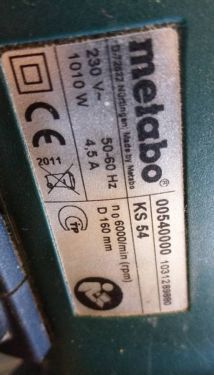 metabo®
D-72622 Nürtingen, Made by Metabo
230 V~ 50-60 Hz
1010 W 4,5 A
2011
00540000 1031289980
KS 54
n₀ 6000/min (rpm)
D 160 mm